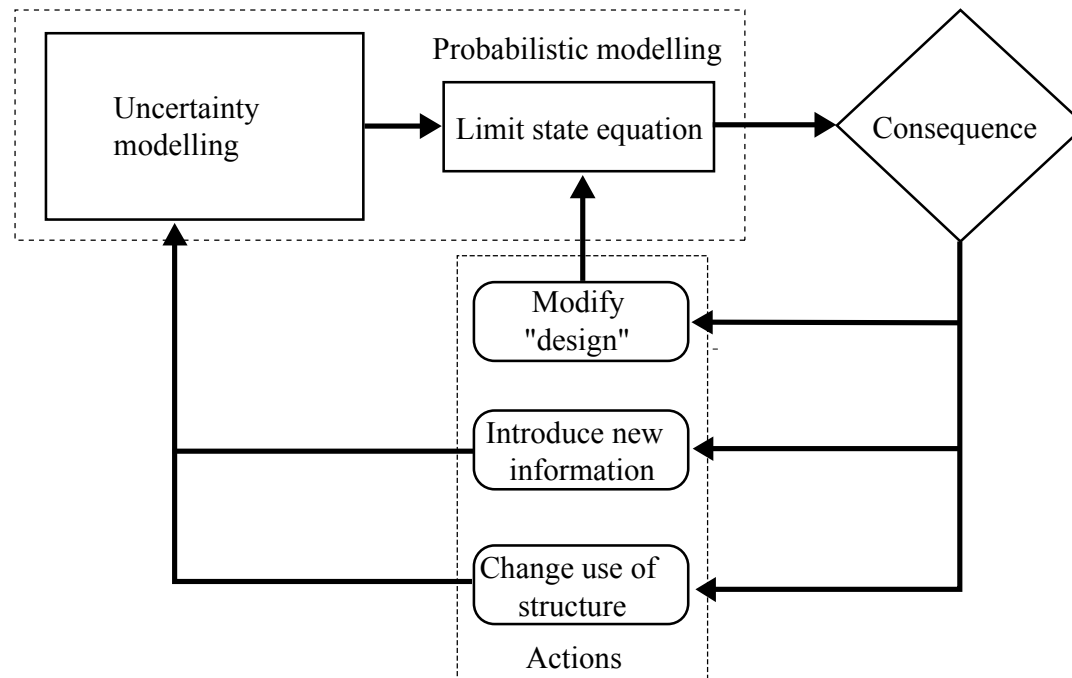 Probabilistic modelling
Uncertainty
modelling
Limit state equation
Consequence
Modify
"design"
Introduce new
information
Change use of
structure
Actions